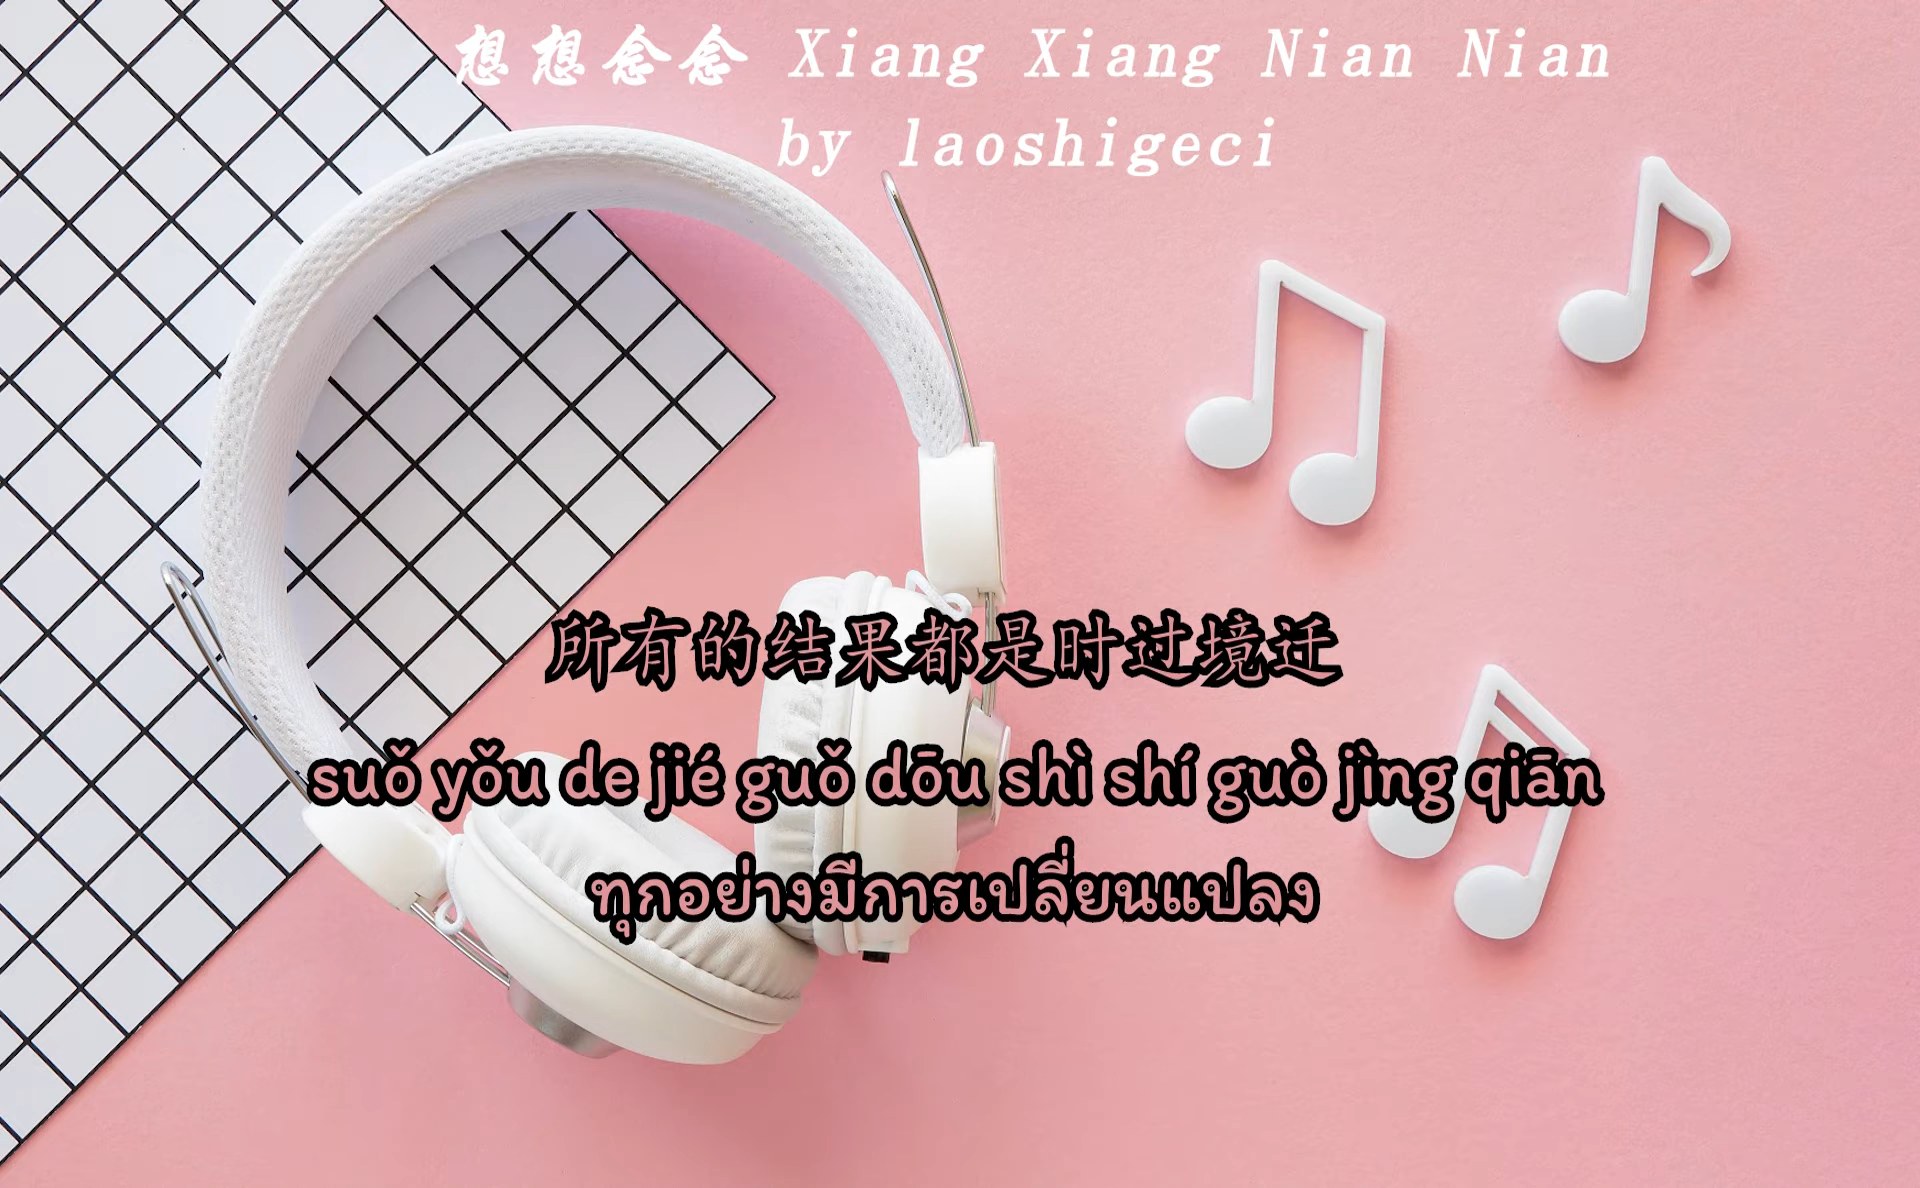 想想念念 Xiang Xiang Nian Nian
by laoshigeci
所有的结果都是时过境迁
suǒ yǒu de jié guǒ dōu shì shí guò jìng qiān
ทุกอย่างมีการเปลี่ยนแปลง